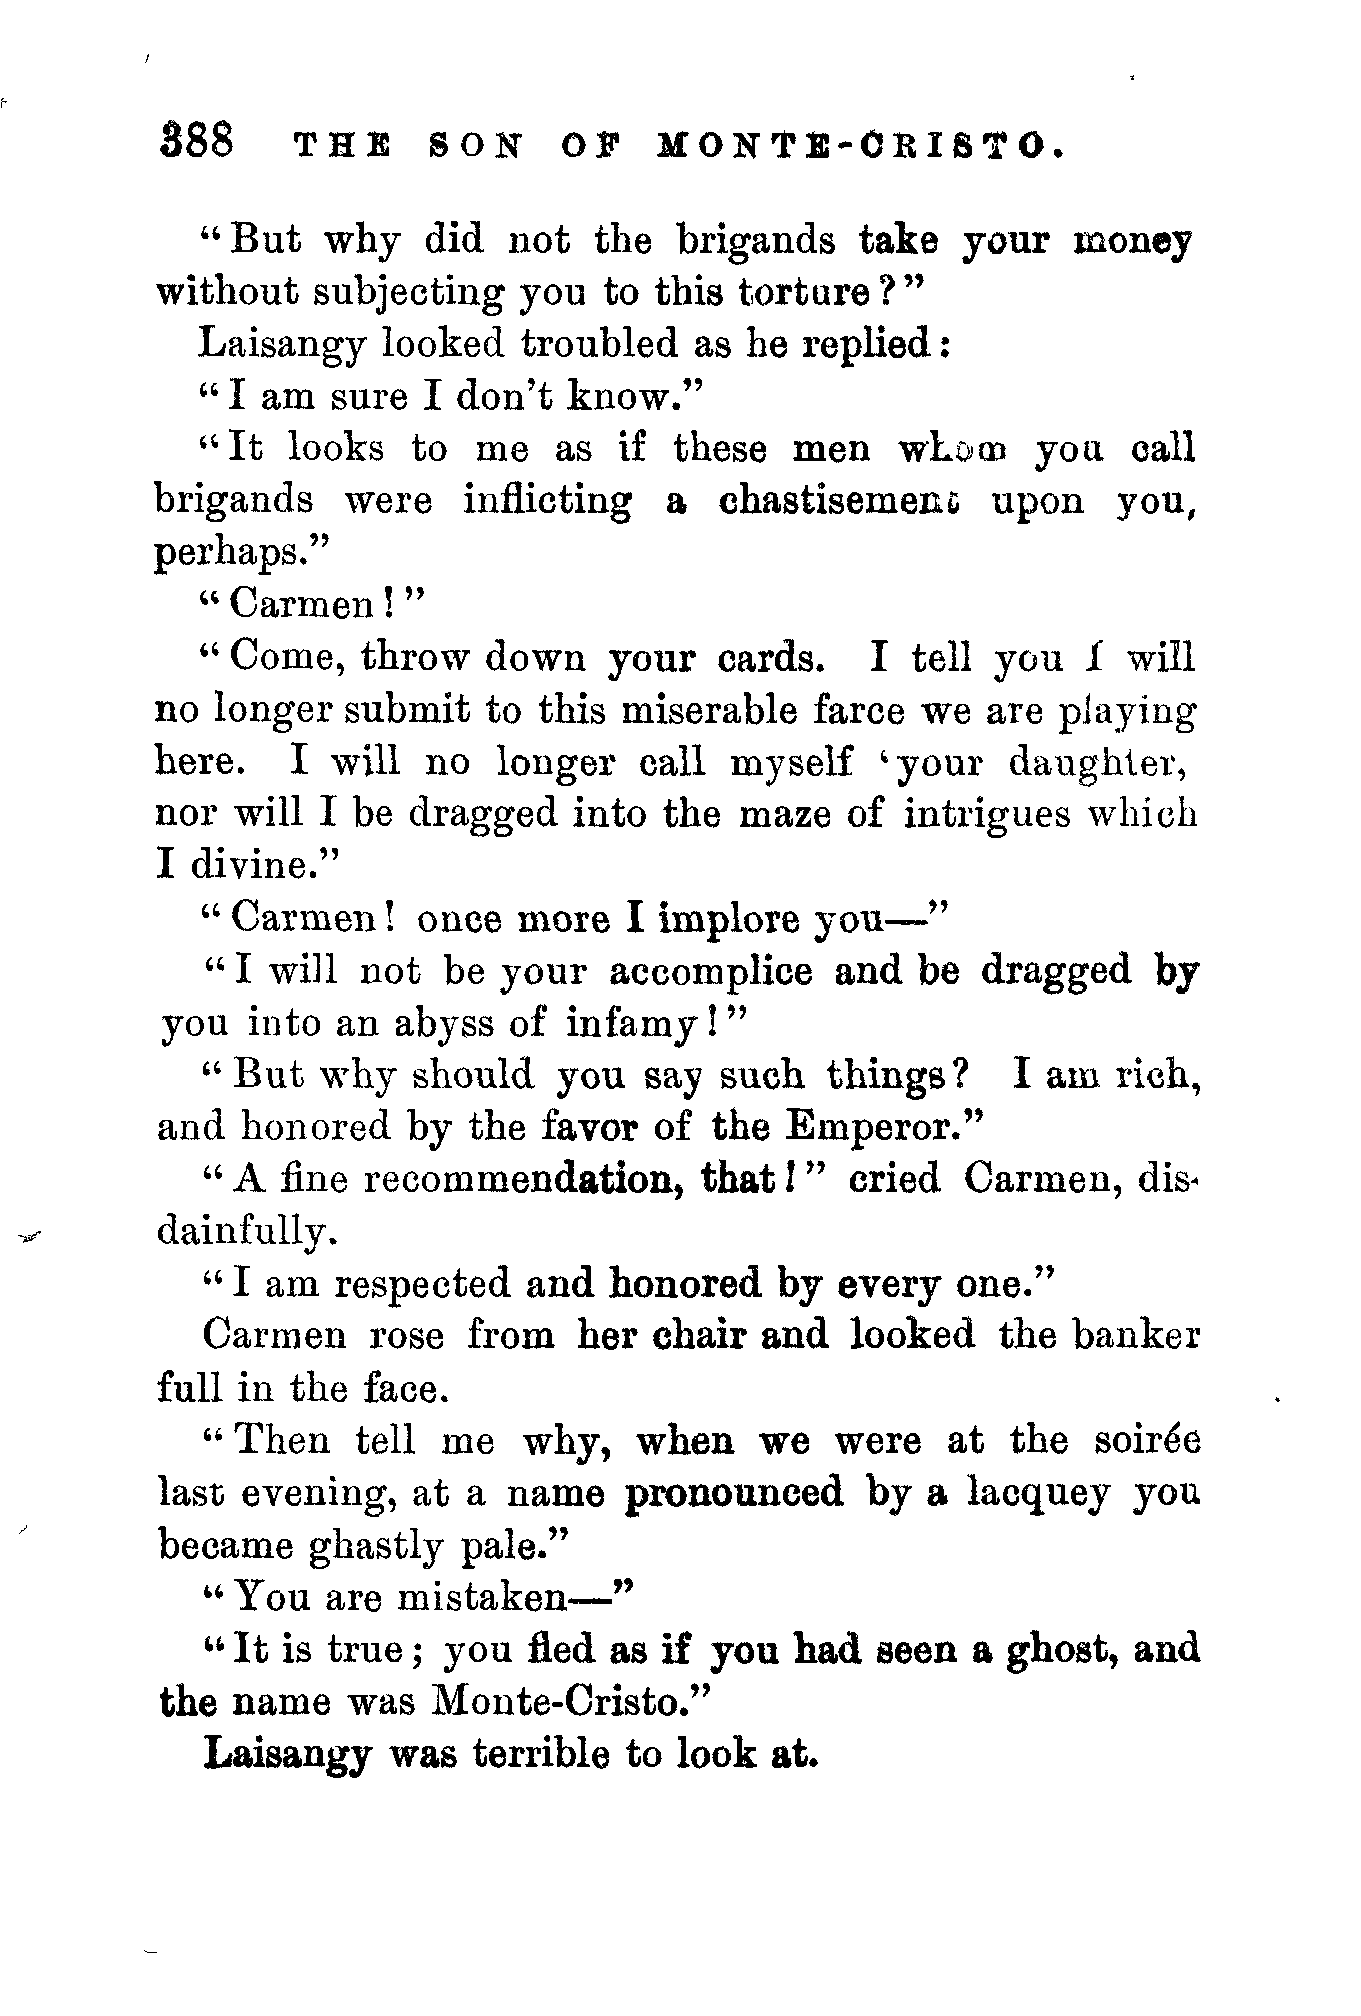 388 THE SON OF MONTE-CRISTO.
“But why did not the brigands take your money
without subjecting you to this torture?”
Laisangy looked troubled as he replied:
“I am sure I don’t know.”
“It looks to me as if these men whom you call
brigands were inflicting a chastisement upon you,
perhaps.”
“Carmen!”
“Come, throw down your cards. I tell you I will
no longer submit to this miserable farce we are playing
here. I will no longer call myself ‘your daughter,
nor will I be dragged into the maze of intrigues which
I divine.”
“Carmen! once more I implore you—”
“I will not be your accomplice and be dragged by
you into an abyss of infamy!”
“But why should you say such things? I am rich,
and honored by the favor of the Emperor.”
“A fine recommendation, that!” cried Carmen, dis-
dainfully.
“I am respected and honored by every one.”
Carmen rose from her chair and looked the banker
full in the face.
“Then tell me why, when we were at the soirée
last evening, at a name pronounced by a lacquey you
became ghastly pale.”
“You are mistaken—”
“It is true; you fled as if you had seen a ghost, and
the name was Monte-Cristo.”
Laisangy was terrible to look at.